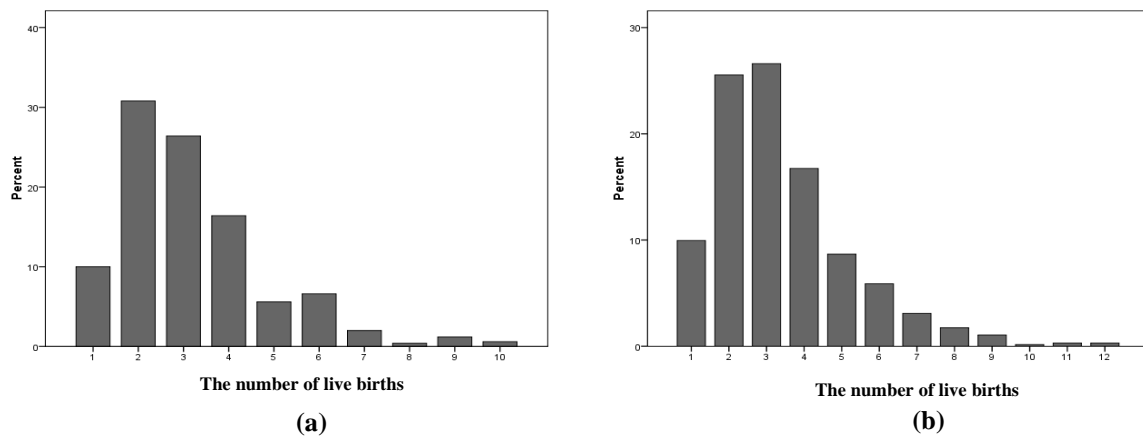 40
30
20
10
0
Percent
1 2 3 4 5 6 7 8 9 10
The number of live births
(a)
30
20
10
0
Percent
1 2 3 4 5 6 7 8 9 10 11 12
The number of live births
(b)